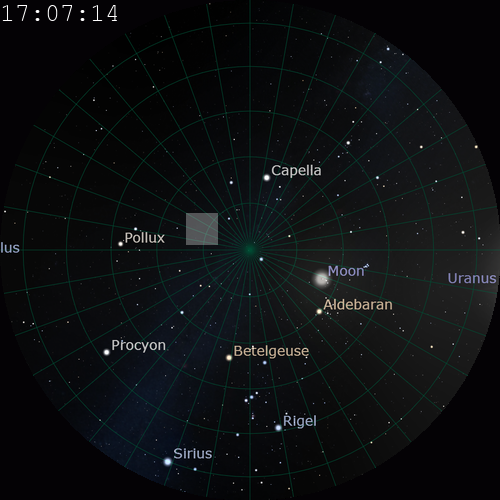 17:07:14
Capella
Pollux
lus
Moon
Uranus
Aldebaran
Procyon
Betelgeuse
Rigel
Sirius